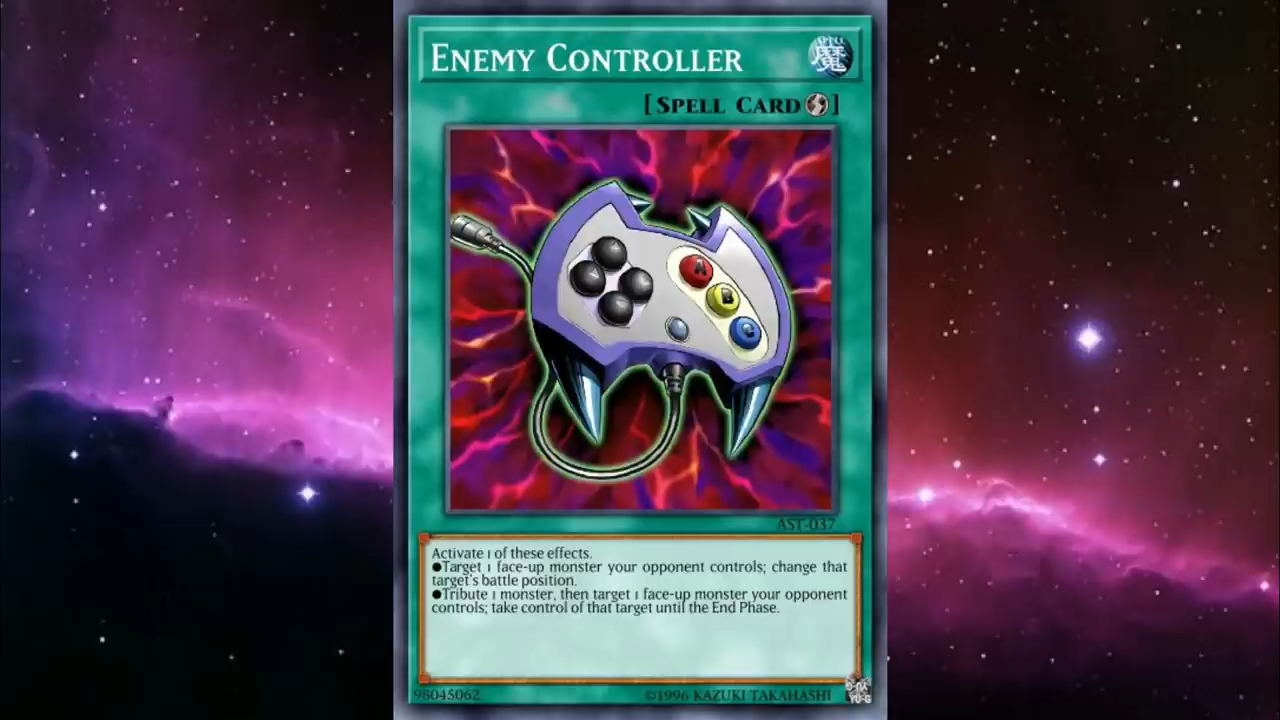 ENEMY CONTROLLER
魔
[SPELL CARD]
A
B
C
AST-037
Activate 1 of these effects.
●Target 1 face-up monster your opponent controls; change that
target's battle position.
●Tribute 1 monster, then target 1 face-up monster your opponent
controls; take control of that target until the End Phase.
98045062
©1996 KAZUKI TAKAHASHI